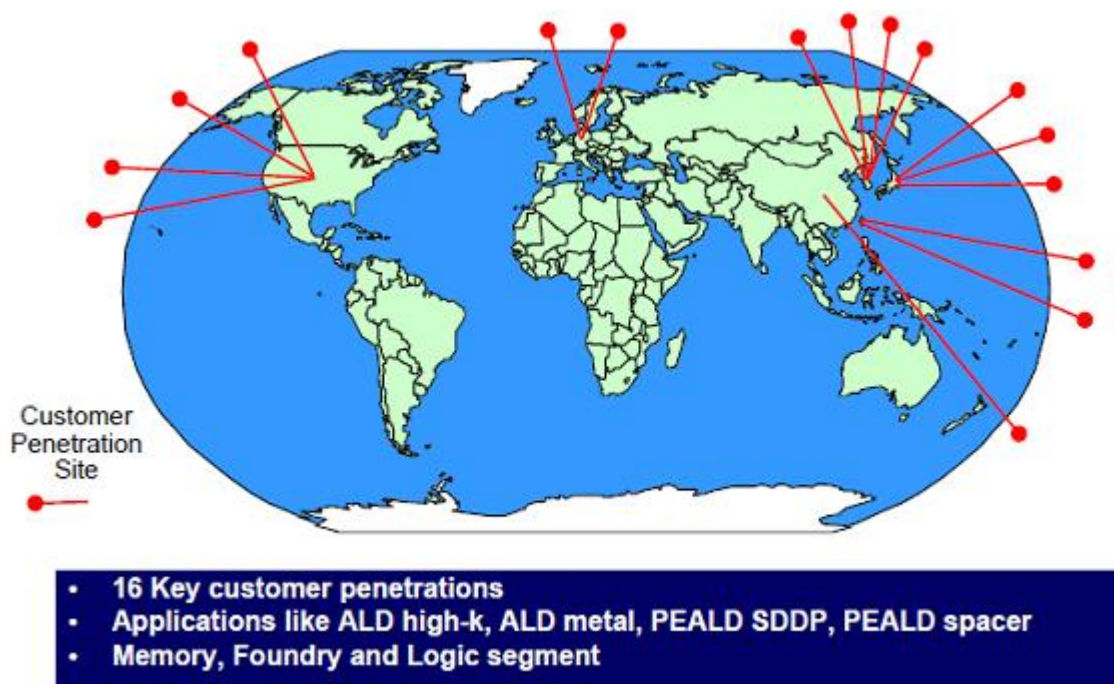 Customer
Penetration
Site
• 16 Key customer penetrations
• Applications like ALD high-k, ALD metal, PEALD SDDP, PEALD spacer
• Memory, Foundry and Logic segment